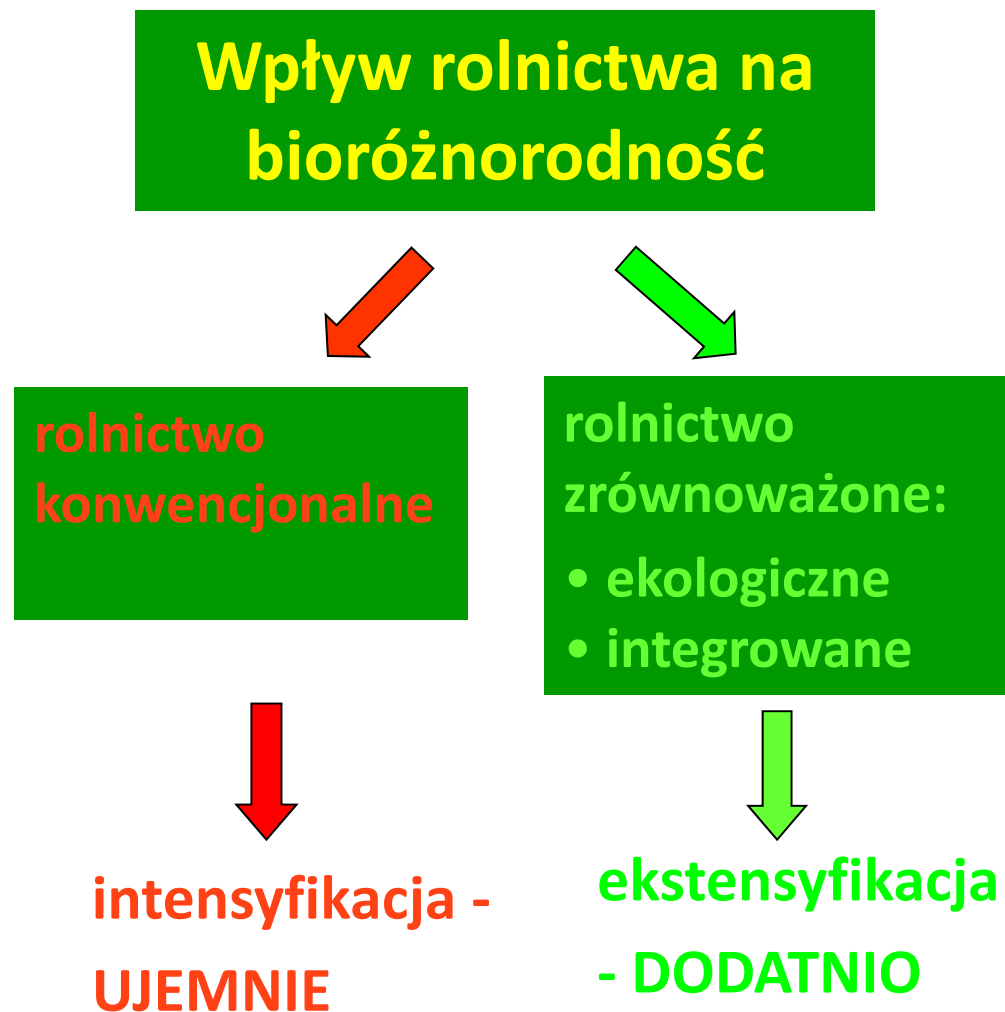 Wpływ rolnictwa na
bioróżnorodność
rolnictwo
konwencjonalne
rolnictwo
zrównoważone:
• ekologiczne
• integrowane
intensyfikacja -
UJEMNIE
ekstensyfikacja
- DODATNIO